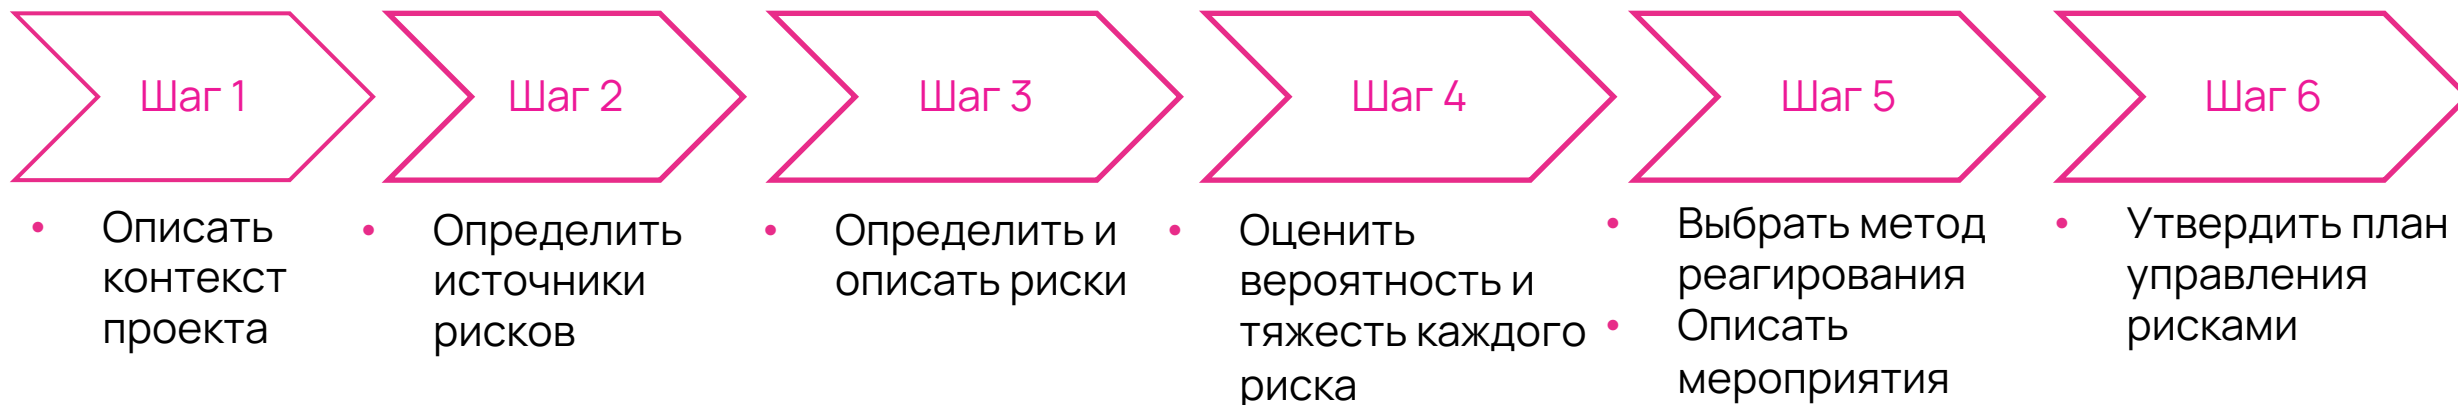 Шаг 1
Шаг 2
Шаг 3
Шаг 4
Шаг 5
Шаг 6
• Описать
контекст
проекта
• Определить
источники
рисков
• Определить и
описать риски
• Оценить
вероятность и
тяжесть каждого
риска
• Выбрать метод
реагирования
• Описать
мероприятия
• Утвердить план
управления
рисками